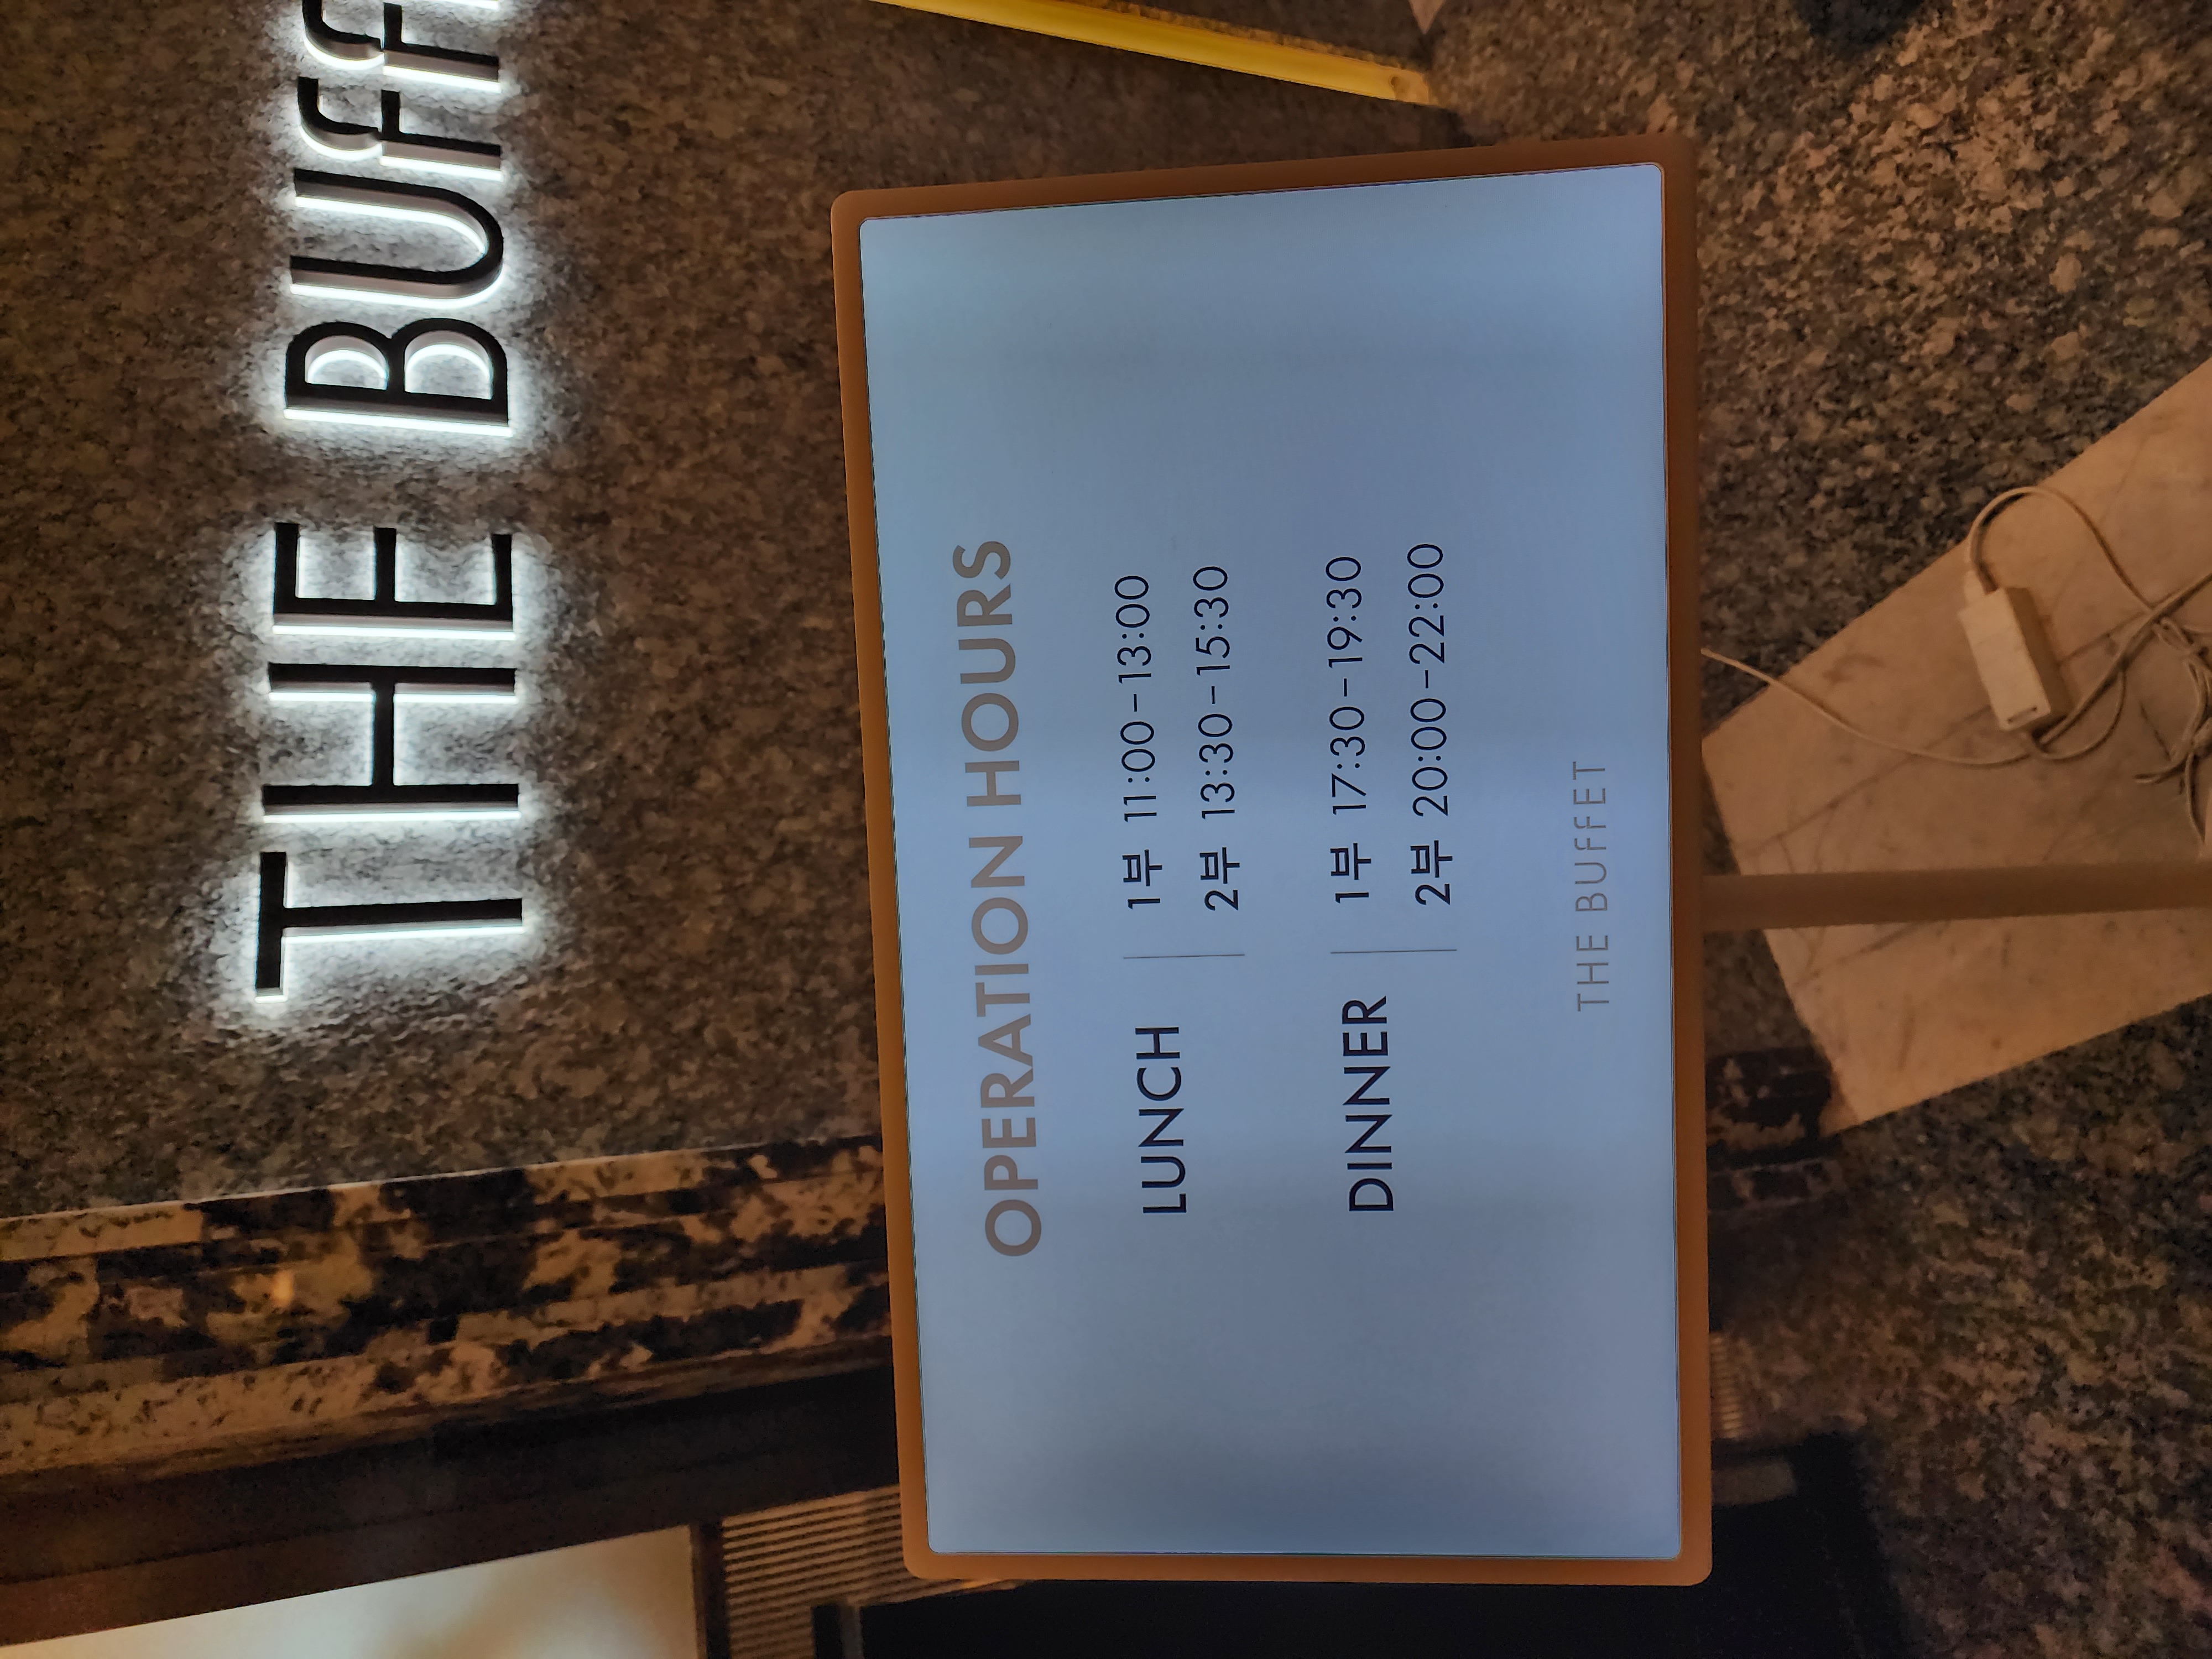 THE BUFF
OPERATION HOURS
LUNCH
1부 11:00-13:00
2부 13:30-15:30
DINNER
1부 17:30-19:30
2부 20:00-22:00
THE BUFFET